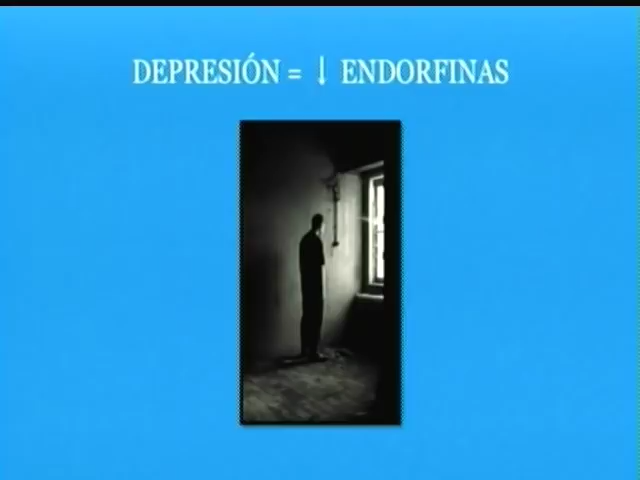 DEPRESIÓN = ↓ ENDORFINAS